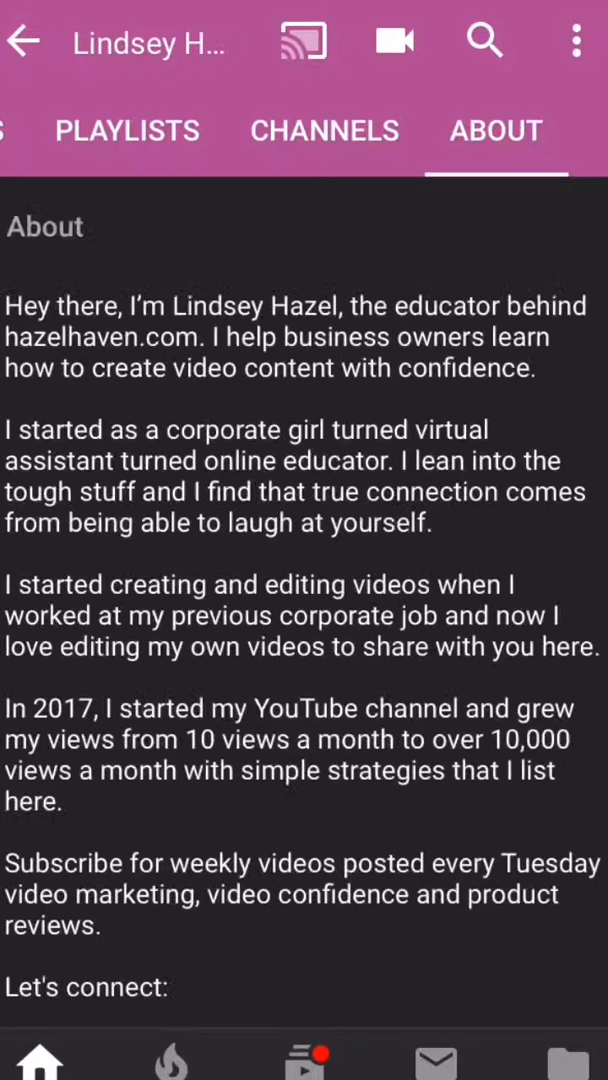 Lindsey H...
S
PLAYLISTS
CHANNELS
ABOUT
About
Hey there, I’m Lindsey Hazel, the educator behind
hazelhaven.com. I help business owners learn
how to create video content with confidence.
I started as a corporate girl turned virtual
assistant turned online educator. I lean into the
tough stuff and I find that true connection comes
from being able to laugh at yourself.
I started creating and editing videos when I
worked at my previous corporate job and now I
love editing my own videos to share with you here.
In 2017, I started my YouTube channel and grew
my views from 10 views a month to over 10,000
views a month with simple strategies that I list
here.
Subscribe for weekly videos posted every Tuesday
video marketing, video confidence and product
reviews.
Let's connect: